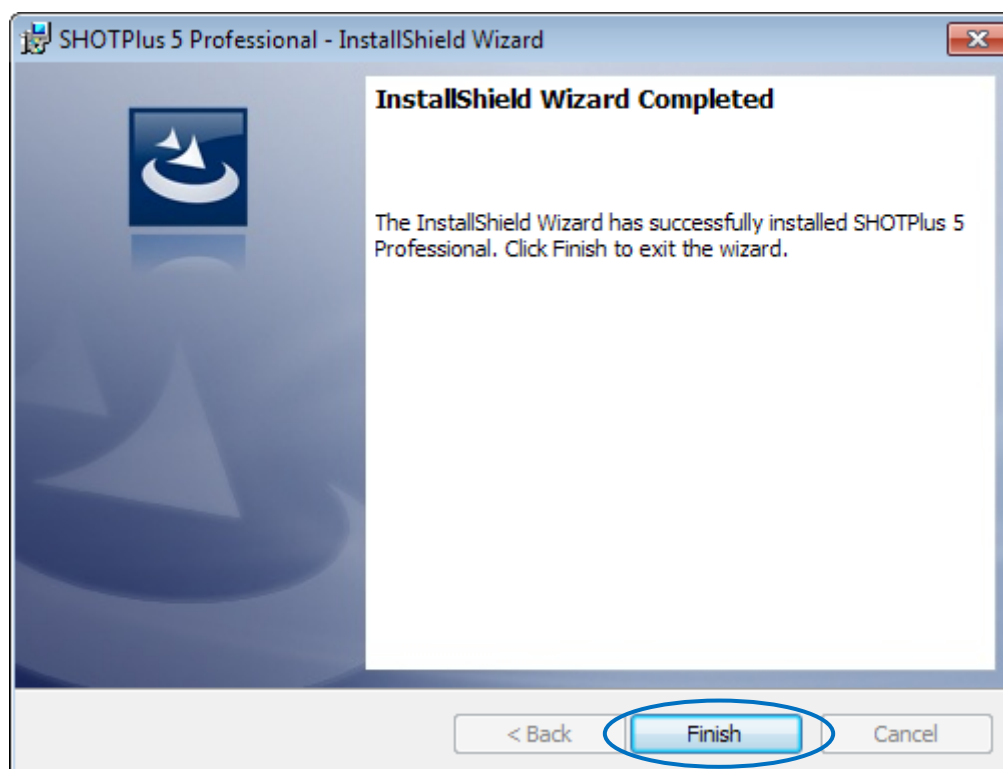 SHOTPlus 5 Professional - InstallShield Wizard
InstallShield Wizard Completed
The InstallShield Wizard has successfully installed SHOTPlus 5
Professional. Click Finish to exit the wizard.
< Back
Finish
Cancel